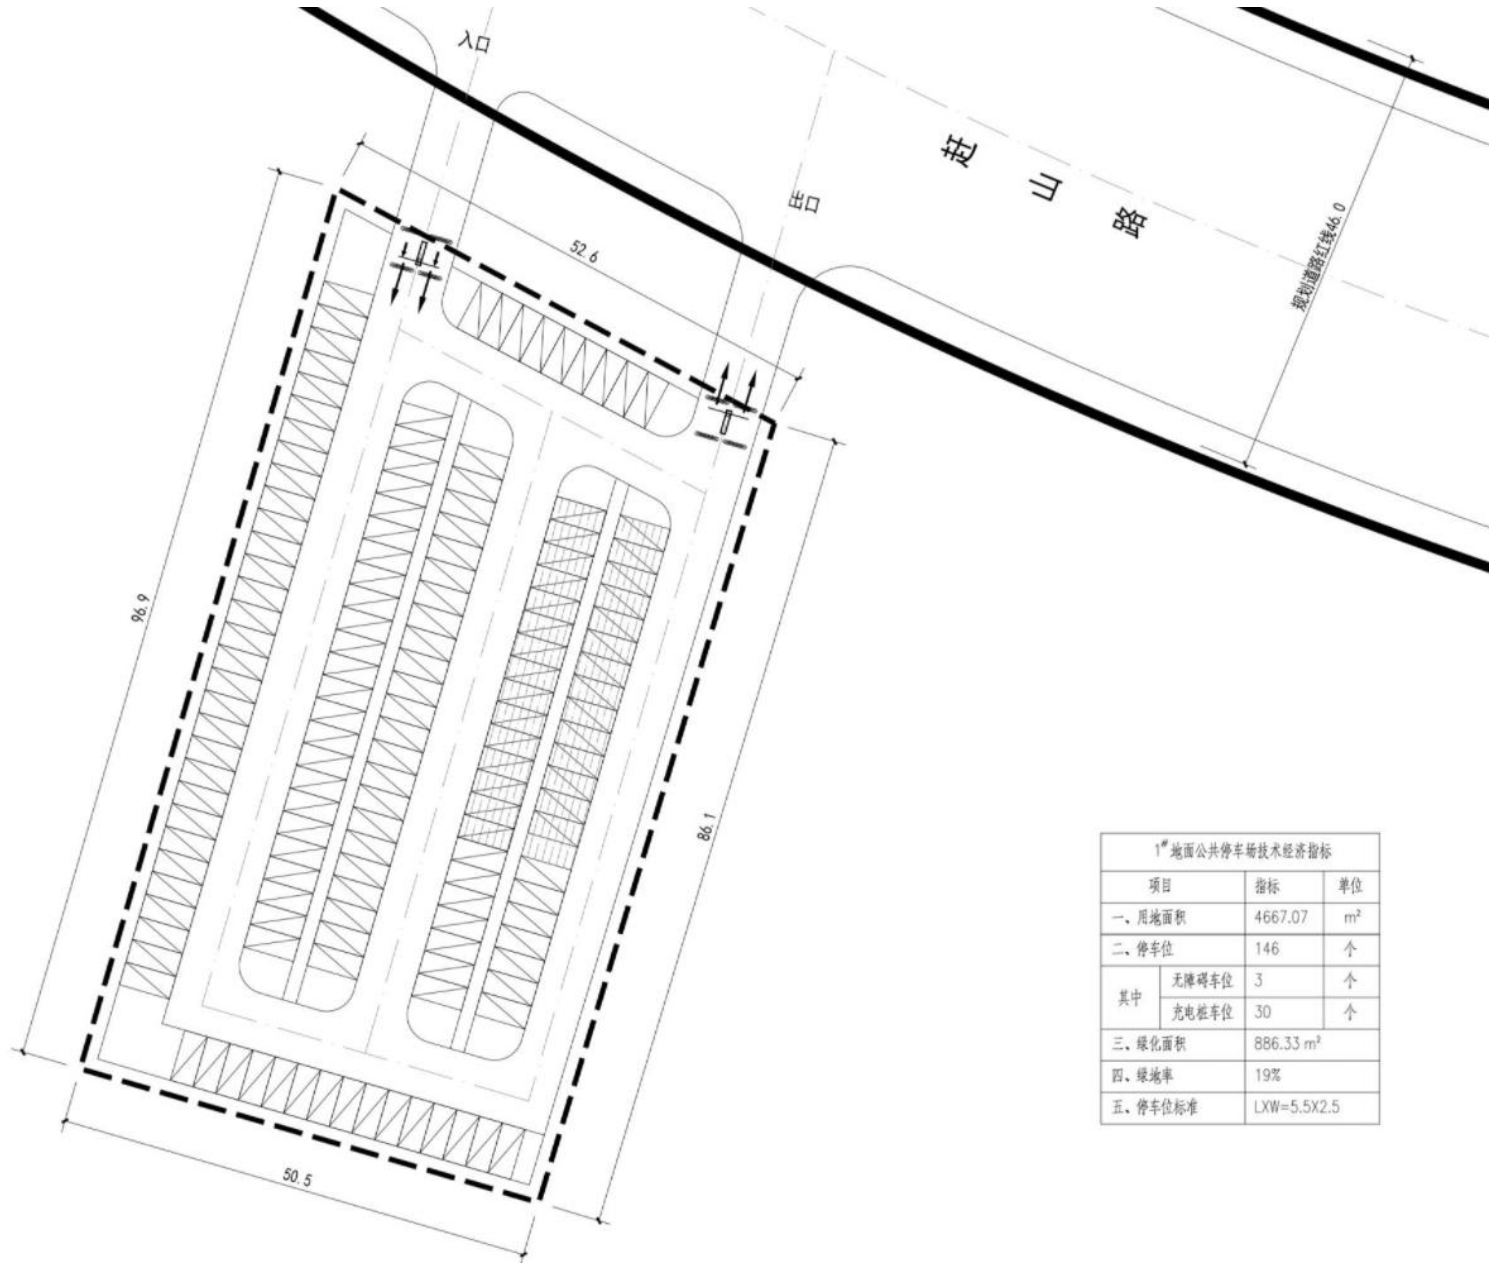 入口
赶山路
出口
52.6
规划道路红线46.0
96.9
86.1
50.5
1#地面公共停车场技术经济指标
项目 指标 单位
一、用地面积 4667.07 m²
二、停车位 146 个
其中 无障碍车位 3 个
充电桩车位 30 个
三、绿化面积 886.33 m²
四、绿地率 19%
五、停车位标准 LXW=5.5X2.5